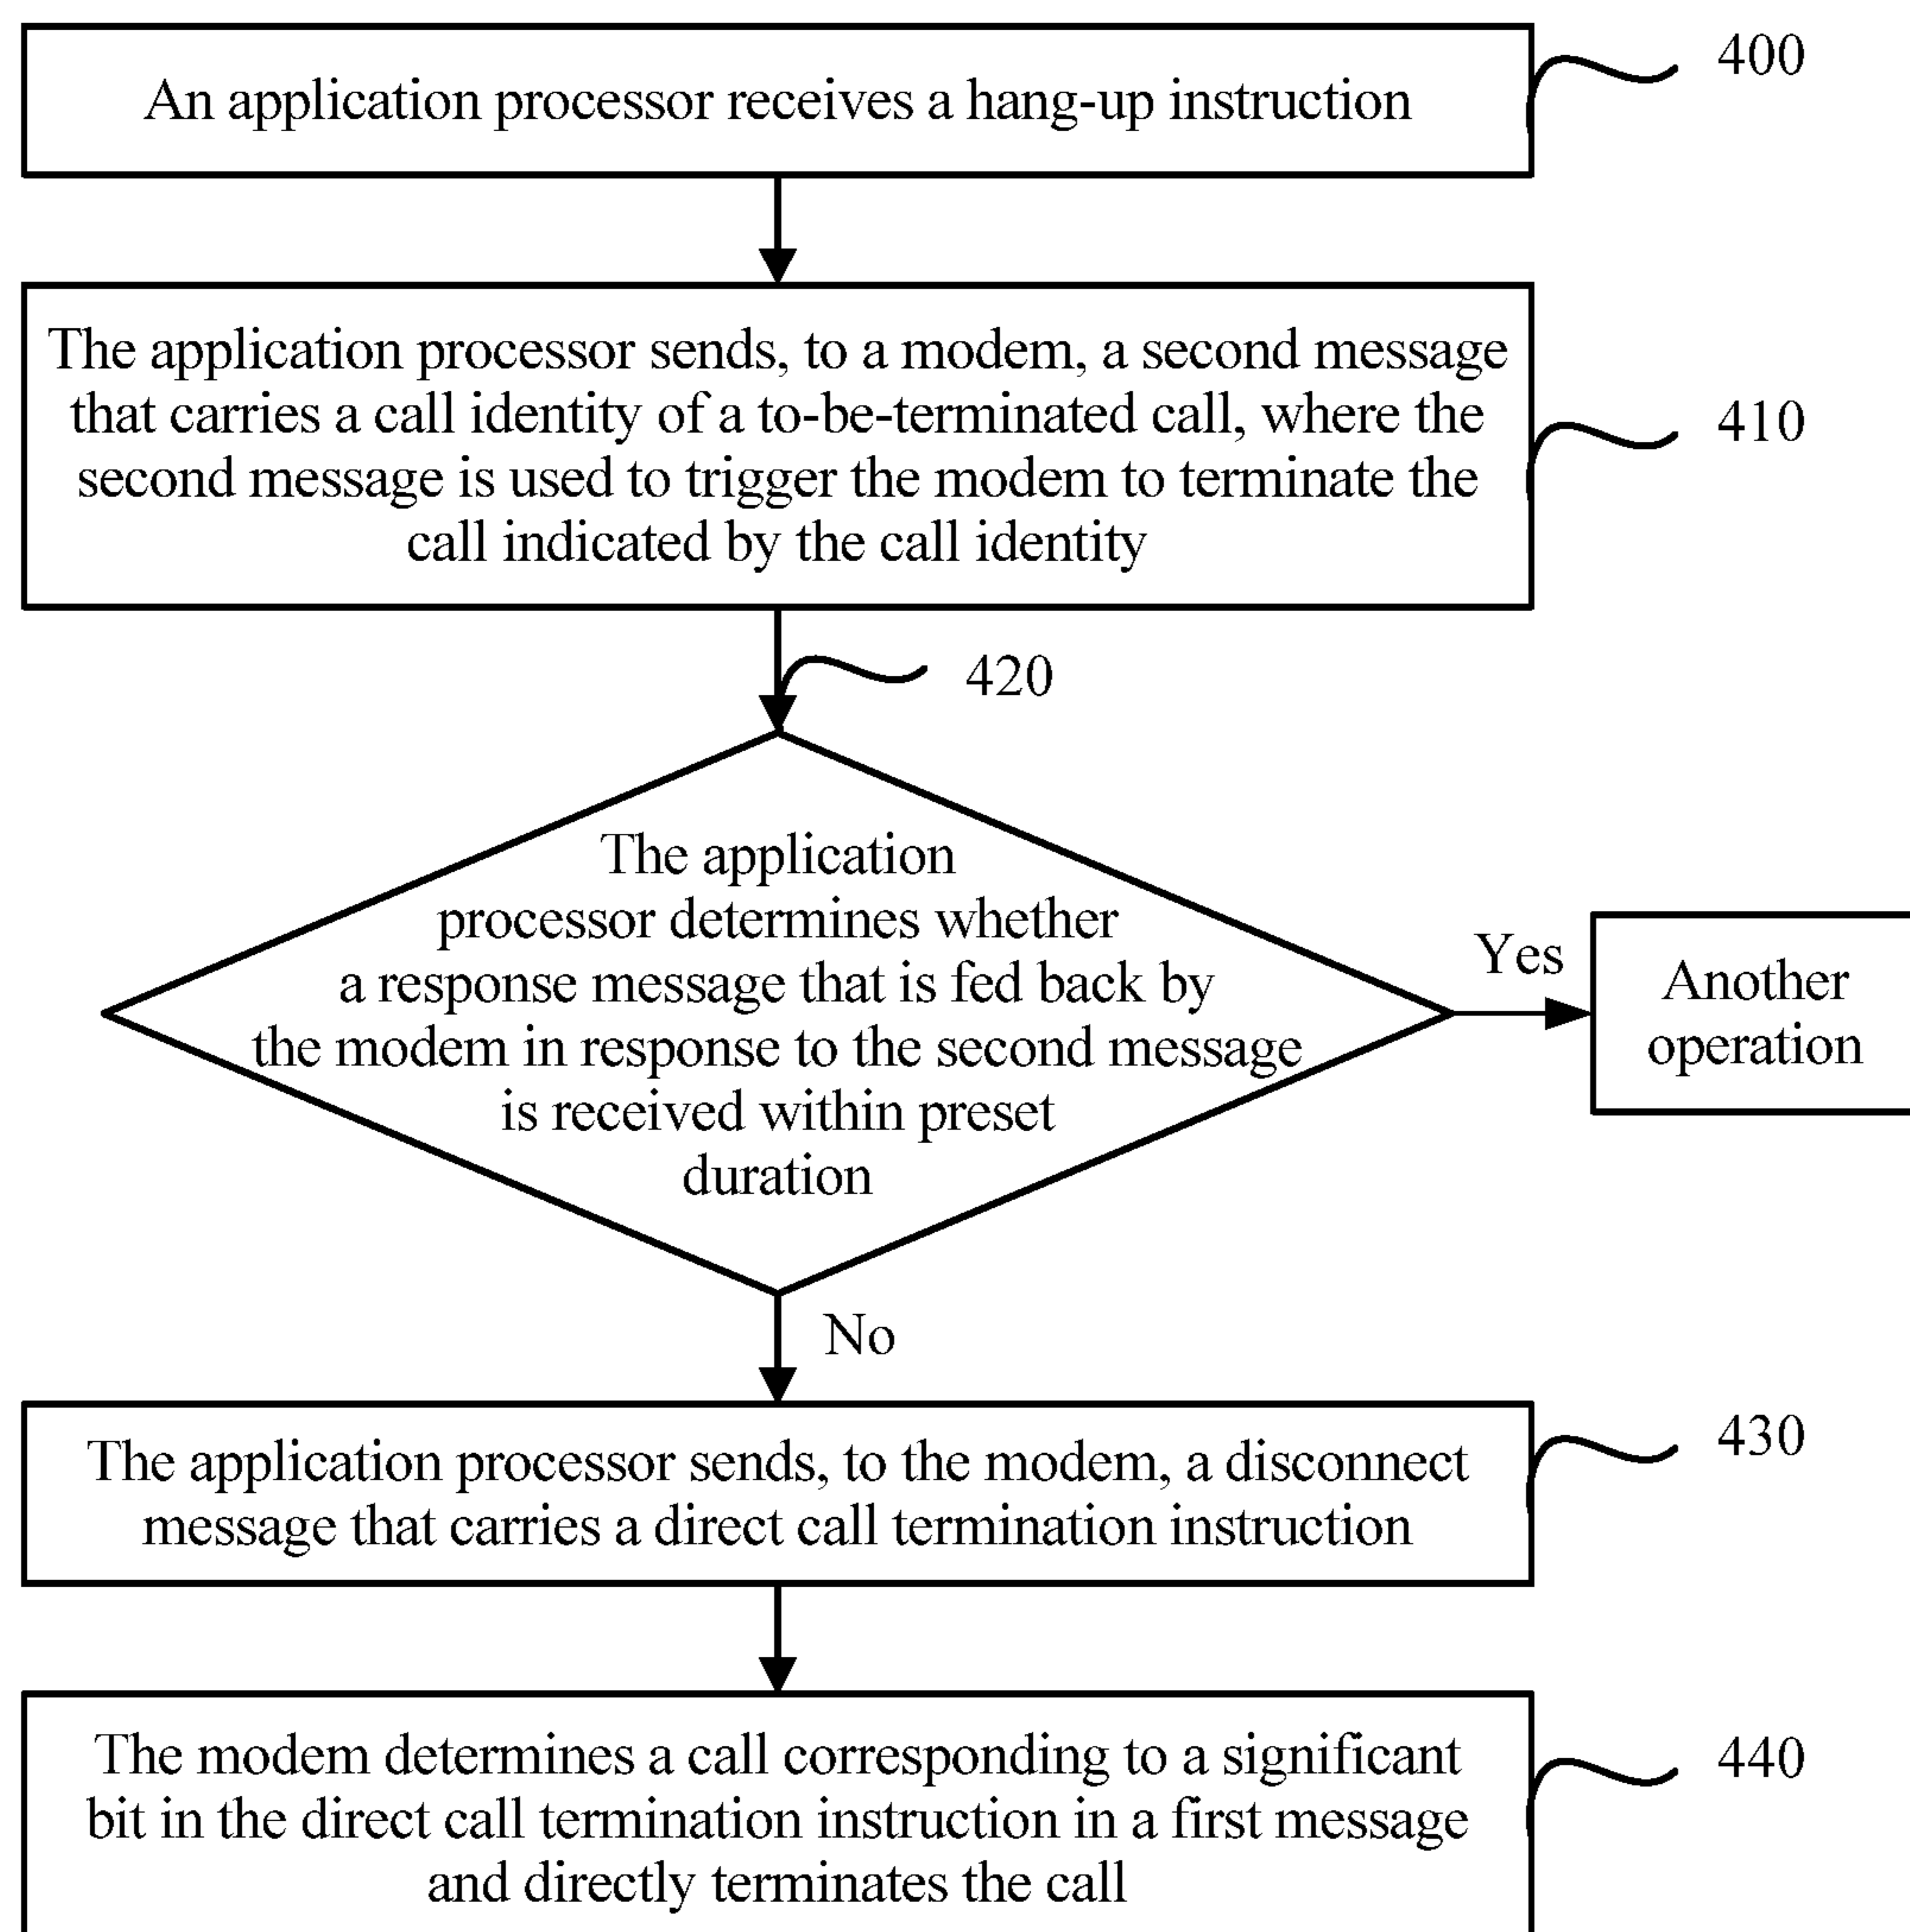 An application processor receives a hang-up instruction
400
The application processor sends, to a modem, a second message
that carries a call identity of a to-be-terminated call, where the
second message is used to trigger the modem to terminate the
call indicated by the call identity
410
420
The application
processor determines whether
a response message that is fed back by
the modem in response to the second message
is received within preset
duration
Yes
Another
operation
No
The application processor sends, to the modem, a disconnect
message that carries a direct call termination instruction
430
The modem determines a call corresponding to a significant
bit in the direct call termination instruction in a first message
and directly terminates the call
440